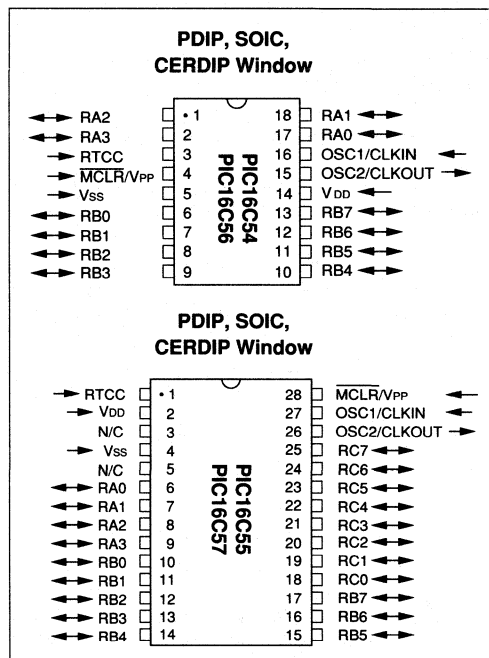 PDIP, SOIC,
CERDIP Window
RA2 • 1 18 RA1
RA3 2 17 RA0
RTCC 3 16 OSC1/CLKIN
MCLR/VPP 4 15 OSC2/CLKOUT
VSS 5 14 VDD
RB0 6 13 RB7
RB1 7 12 RB6
RB2 8 11 RB5
RB3 9 10 RB4
PIC16C54
PIC16C56
PDIP, SOIC,
CERDIP Window
RTCC • 1 28 MCLR/VPP
VDD 2 27 OSC1/CLKIN
N/C 3 26 OSC2/CLKOUT
VSS 4 25 RC7
N/C 5 24 RC6
RA0 6 23 RC5
RA1 7 22 RC4
RA2 8 21 RC3
RA3 9 20 RC2
RB0 10 19 RC1
RB1 11 18 RC0
RB2 12 17 RB7
RB3 13 16 RB6
RB4 14 15 RB5
PIC16C55
PIC16C57